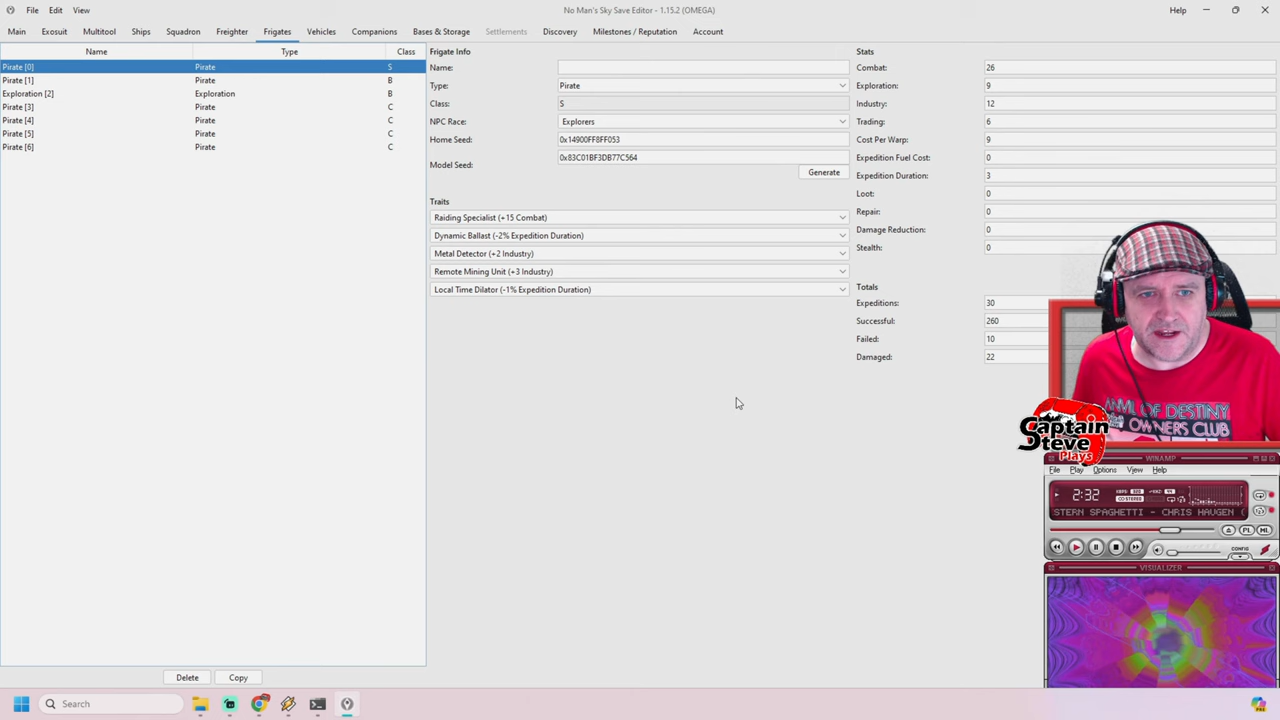 No Man's Sky Save Editor - 1.15.2 (OMEGA)
File Edit View
Help
Main Exosuit Multitool Ships Squadron Freighter Frigates Vehicles Companions Bases & Storage Settlements Discovery Milestones / Reputation Account
Name Type Class
Pirate [0] Pirate S
Pirate [1] Pirate B
Exploration [2] Exploration B
Pirate [3] Pirate C
Pirate [4] Pirate C
Pirate [5] Pirate C
Pirate [6] Pirate C
Delete Copy
Frigate Info
Name:
Type: Pirate
Class: S
NPC Race: Explorers
Home Seed: 0x14900FF8FF053
Model Seed: 0x83C01BF3DB77C564
Generate
Traits
Raiding Specialist (+15 Combat)
Dynamic Ballast (-2% Expedition Duration)
Metal Detector (+2 Industry)
Remote Mining Unit (+3 Industry)
Local Time Dilator (-1% Expedition Duration)
Stats
Combat: 26
Exploration: 9
Industry: 12
Trading: 6
Cost Per Warp: 9
Expedition Fuel Cost: 0
Expedition Duration: 3
Loot: 0
Repair: 0
Damage Reduction: 0
Stealth: 0
Totals
Expeditions: 30
Successful: 260
Failed: 10
Damaged: 22
OWNERS CLUB
Captain
Steve
Plays
WINAMP
File Play Options View Help
2:32
STERN SPAGHETTI - CHRIS HAUGEN (
PL ML
CONFIG
VISUALIZER
Search